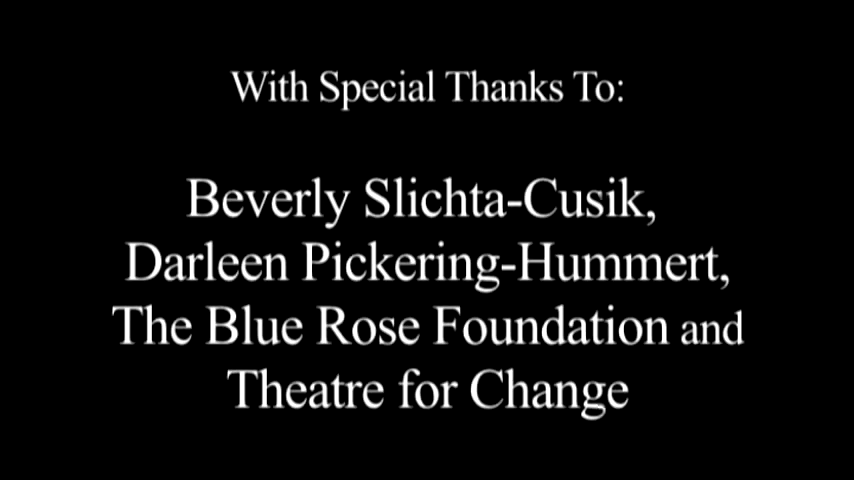 With Special Thanks To:
Beverly Slichta-Cusik,
Darleen Pickering-Hummert,
The Blue Rose Foundation and
Theatre for Change